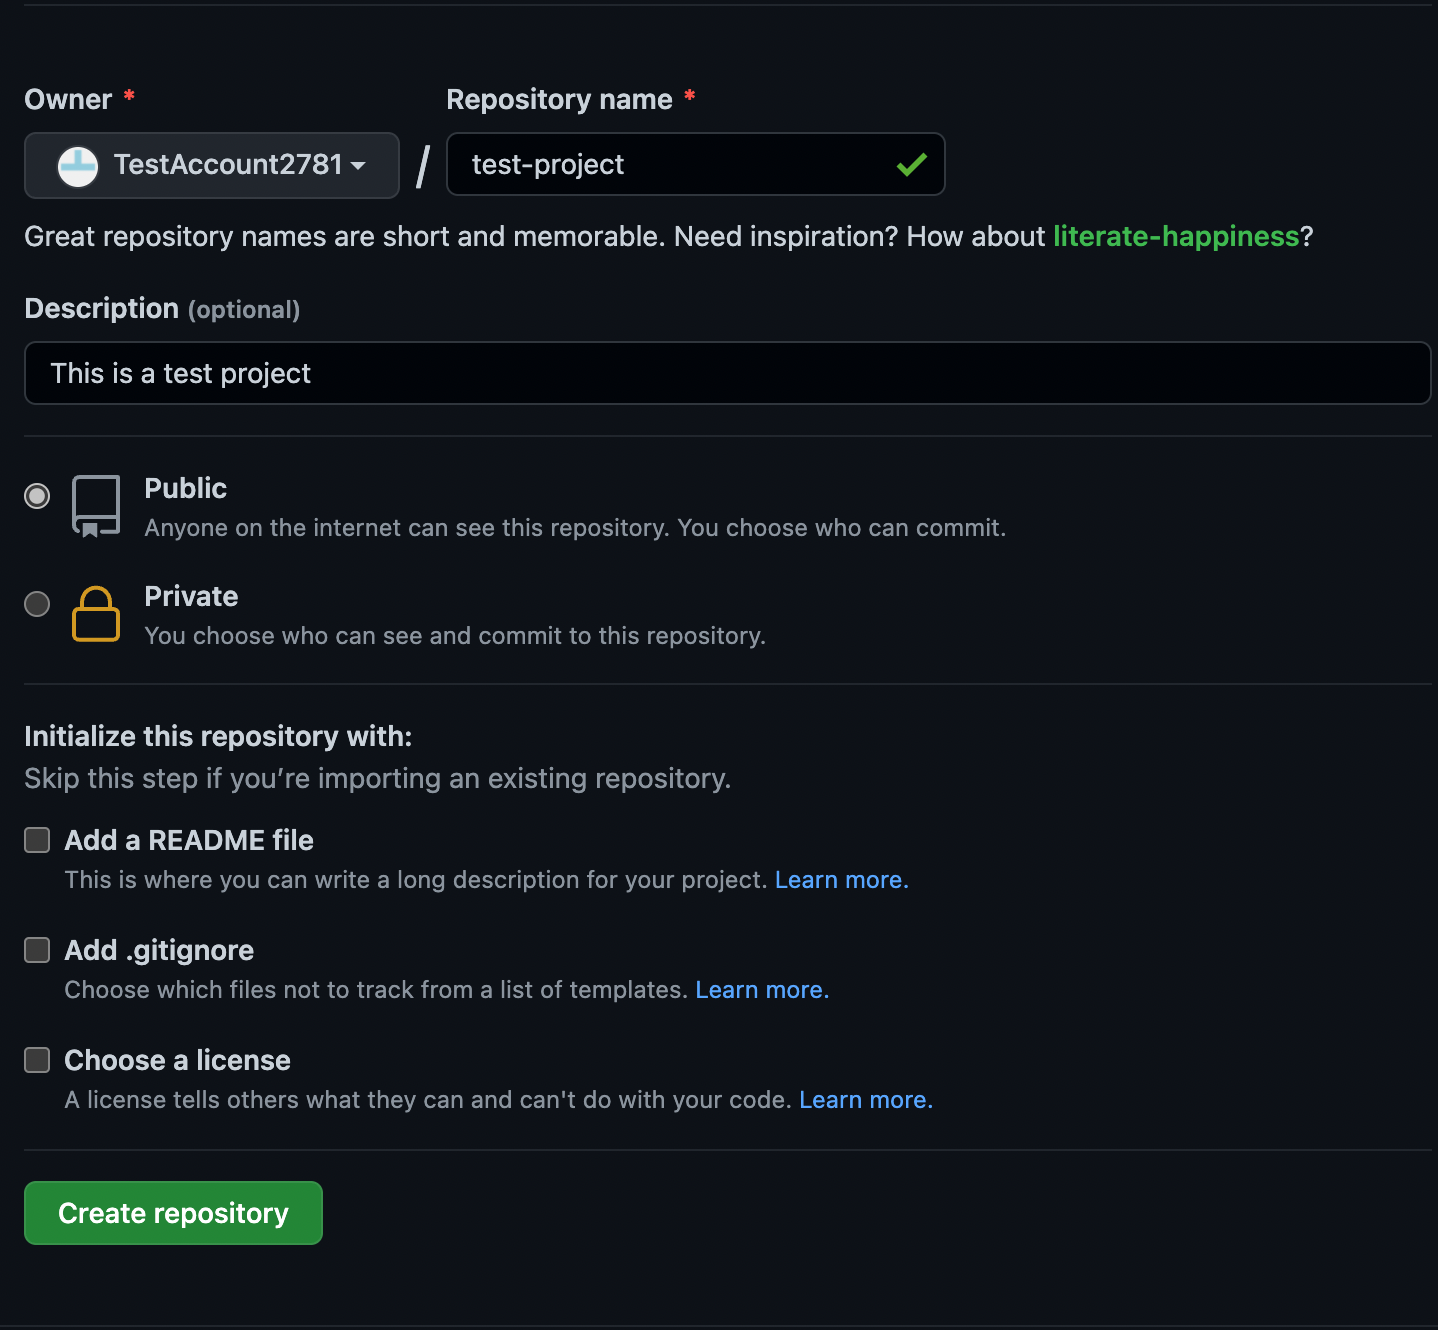 Owner *
Repository name *
TestAccount2781 / test-project
Great repository names are short and memorable. Need inspiration? How about literate-happiness?
Description (optional)
This is a test project
Public
Anyone on the internet can see this repository. You choose who can commit.
Private
You choose who can see and commit to this repository.
Initialize this repository with:
Skip this step if you’re importing an existing repository.
Add a README file
This is where you can write a long description for your project. Learn more.
Add .gitignore
Choose which files not to track from a list of templates. Learn more.
Choose a license
A license tells others what they can and can't do with your code. Learn more.
Create repository